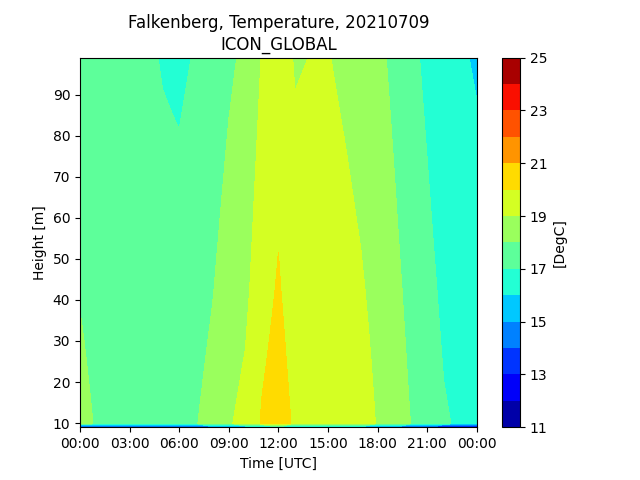 Falkenberg, Temperature, 20210709
ICON_GLOBAL
90
80
70
60
50
40
30
20
10
Height [m]
00:00 03:00 06:00 09:00 12:00 15:00 18:00 21:00 00:00
Time [UTC]
25
23
21
19
17
15
13
11
[DegC]